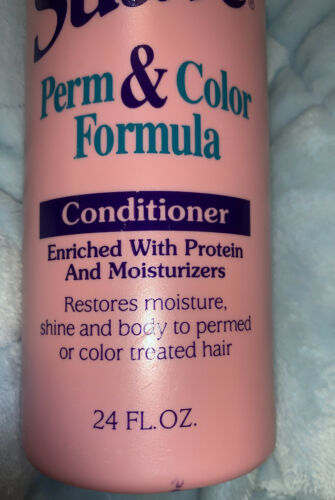 Perm & Color
Formula
Conditioner
Enriched With Protein
And Moisturizers
Restores moisture,
shine and body to permed
or color treated hair
24 FL.OZ.